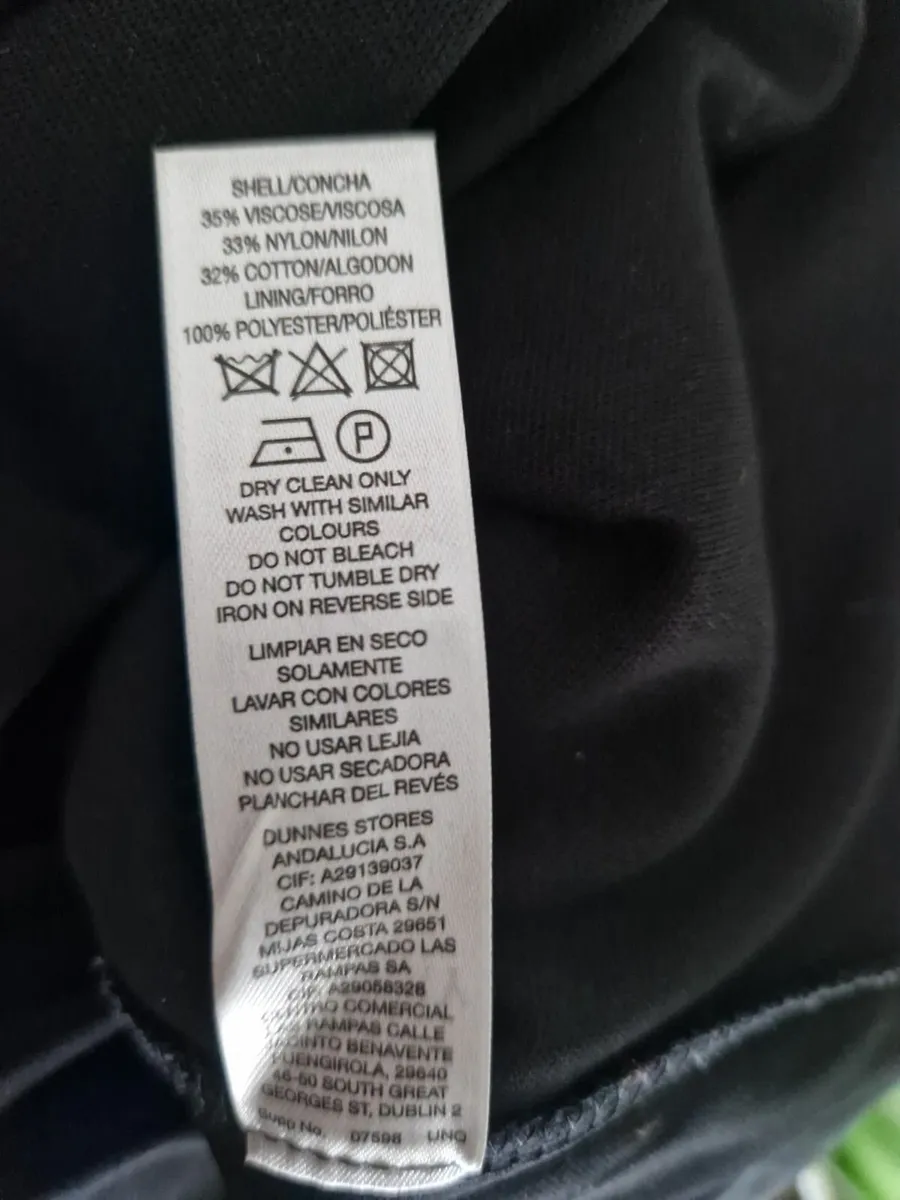 SHELL/CONCHA
35% VISCOSE/VISCOSA
33% NYLON/NILON
32% COTTON/ALGODON
LINING/FORRO
100% POLYESTER/POLIÉSTER
P
DRY CLEAN ONLY
WASH WITH SIMILAR
COLOURS
DO NOT BLEACH
DO NOT TUMBLE DRY
IRON ON REVERSE SIDE
LIMPIAR EN SECO
SOLAMENTE
LAVAR CON COLORES
SIMILARES
NO USAR LEJIA
NO USAR SECADORA
PLANCHAR DEL REVÉS
DUNNES STORES
ANDALUCIA S.A
CIF: A29139037
CAMINO DE LA
DEPURADORA S/N
MIJAS COSTA 29651
SUPERMERCADO LAS
RAMPAS SA
CIF: A29058328
CENTRO COMERCIAL
RAMPAS CALLE
JACINTO BENAVENTE
FUENGIROLA, 29640
46-50 SOUTH GREAT
GEORGES ST, DUBLIN 2
Supp No. 07598 UNQ